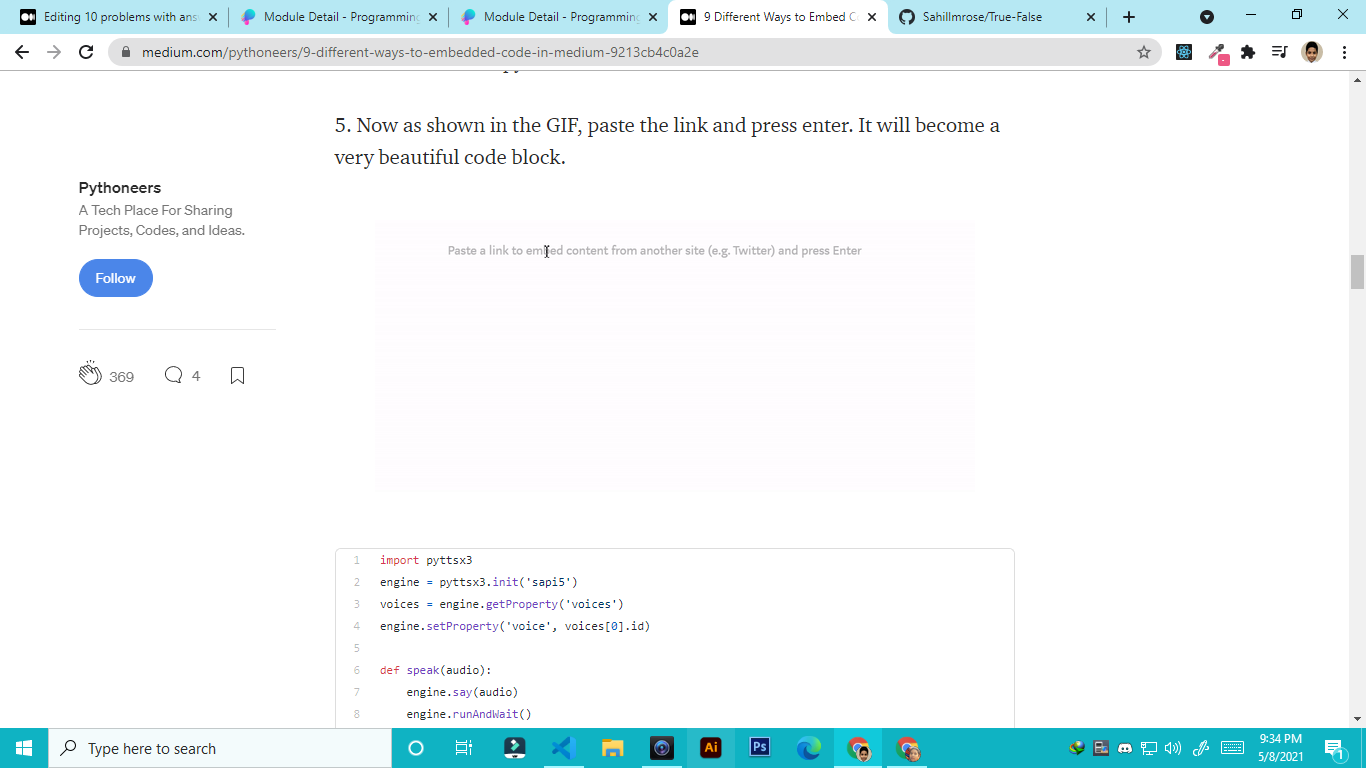 Editing 10 problems with ans
Module Detail - Programming
Module Detail - Programming
9 Different Ways to Embed C
Sahillmrose/True-False
medium.com/pythoneers/9-different-ways-to-embedded-code-in-medium-9213cb4c0a2e
5. Now as shown in the GIF, paste the link and press enter. It will become a
very beautiful code block.
Pythoneers
A Tech Place For Sharing
Projects, Codes, and Ideas.
Follow
369
4
Paste a link to embed content from another site (e.g. Twitter) and press Enter
1 import pyttsx3
2 engine = pyttsx3.init('sapi5')
3 voices = engine.getProperty('voices')
4 engine.setProperty('voice', voices[0].id)
5
6 def speak(audio):
7 engine.say(audio)
8 engine.runAndWait()
Type here to search
Ai
Ps
9:34 PM
5/8/2021
1